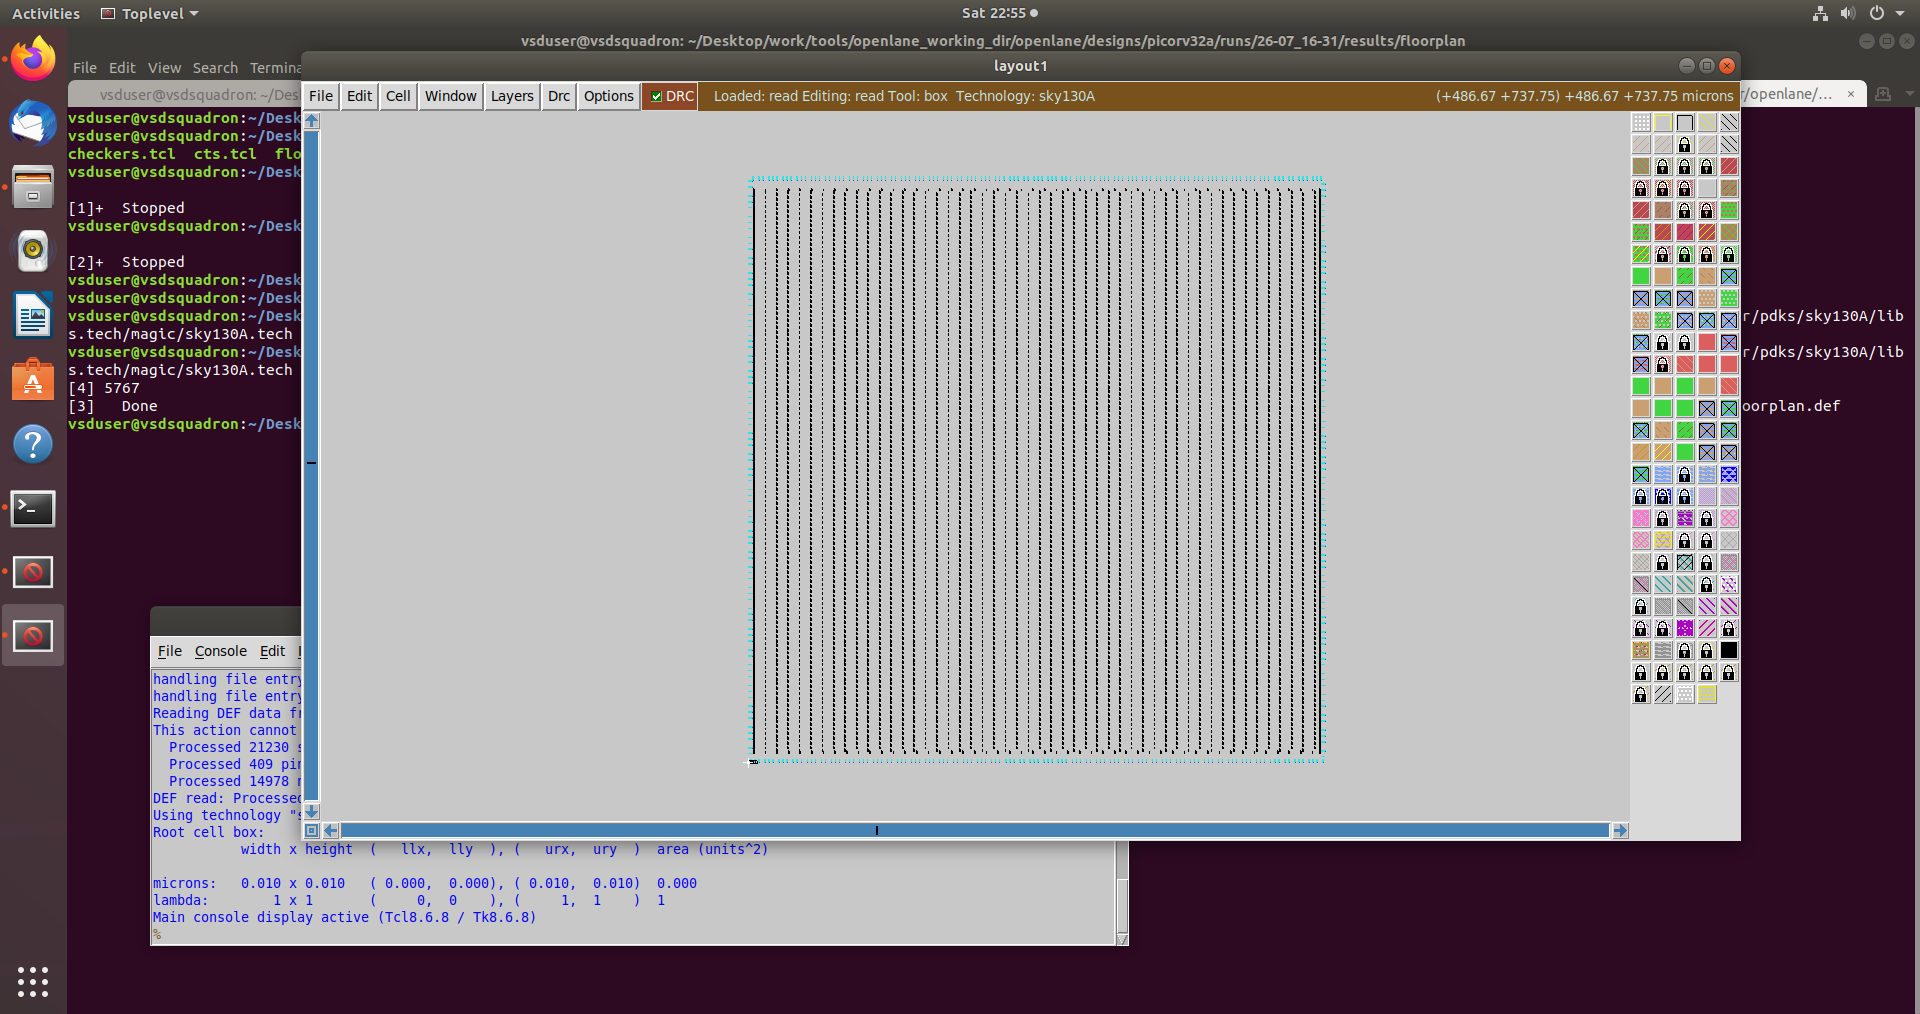 Activities Toplevel Sat 22:55
vsduser@vsdsquadron: ~/Desktop/work/tools/openlane_working_dir/openlane/designs/picorv32a/runs/26-07_16-31/results/floorplan
File Edit View Search Termina
layout1
vsduser@vsdsquadron: ~/Des
r/openlane/... ×
File Edit Cell Window Layers Drc Options DRC Loaded: read Editing: read Tool: box Technology: sky130A (+486.67 +737.75) +486.67 +737.75 microns
vsduser@vsdsquadron:~/Desk
vsduser@vsdsquadron:~/Desk
checkers.tcl cts.tcl flo
vsduser@vsdsquadron:~/Desk
[1]+ Stopped
vsduser@vsdsquadron:~/Desk
[2]+ Stopped
vsduser@vsdsquadron:~/Desk
vsduser@vsdsquadron:~/Desk
vsduser@vsdsquadron:~/Desk r/pdks/sky130A/lib
s.tech/magic/sky130A.tech
vsduser@vsdsquadron:~/Desk r/pdks/sky130A/lib
s.tech/magic/sky130A.tech
[4] 5767
[3] Done oorplan.def
vsduser@vsdsquadron:~/Desk
File Console Edit
handling file entry
handling file entry
Reading DEF data fr
This action cannot
Processed 21230 s
Processed 409 pin
Processed 14978 n
DEF read: Processed
Using technology "s
Root cell box:
width x height ( llx, lly ), ( urx, ury ) area (units^2)
microns: 0.010 x 0.010 ( 0.000, 0.000), ( 0.010, 0.010) 0.000
lambda: 1 x 1 ( 0, 0 ), ( 1, 1 ) 1
Main console display active (Tcl8.6.8 / Tk8.6.8)
%